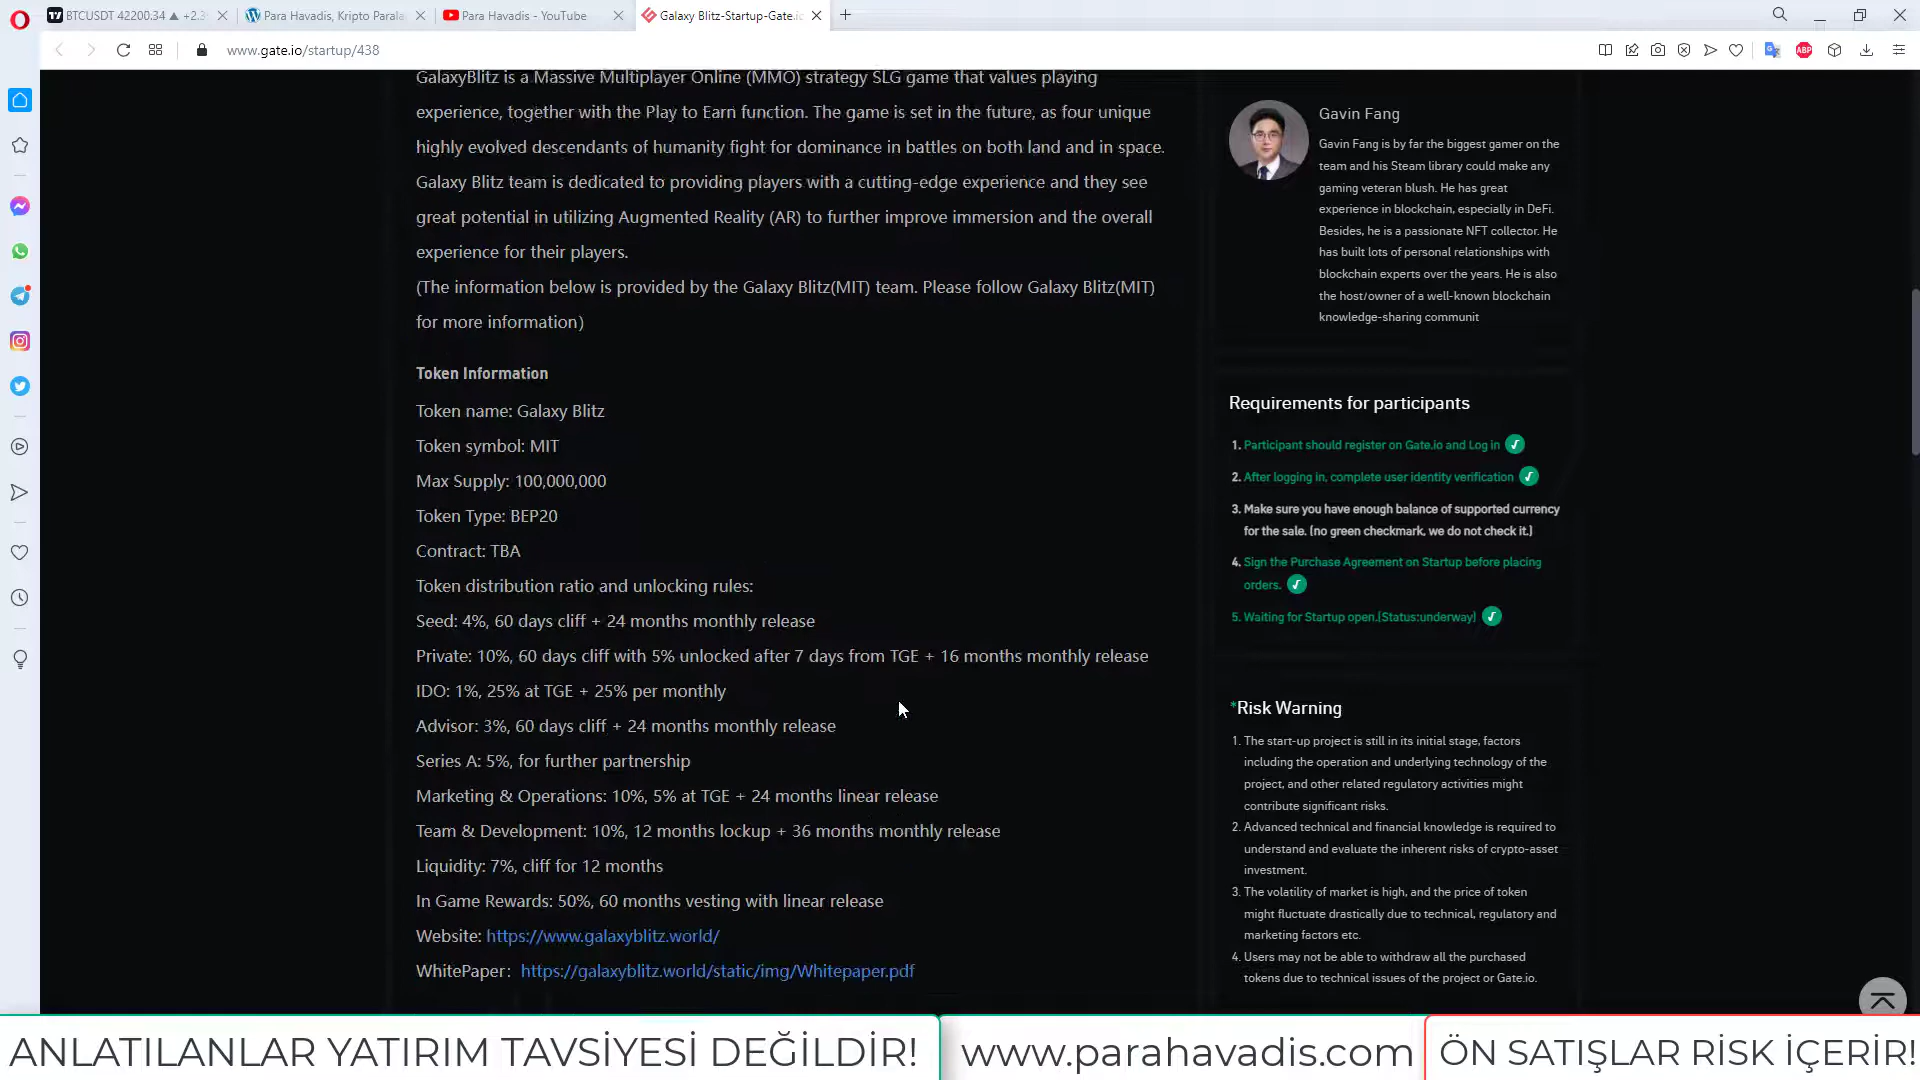 BTCUSDT 42200.34 ▲ +2.3
Para Havadis, Kripto Parala
Para Havadis - YouTube
Galaxy Blitz-Startup-Gate.io
www.gate.io/startup/438
GalaxyBlitz is a Massive Multiplayer Online (MMO) strategy SLG game that values playing
experience, together with the Play to Earn function. The game is set in the future, as four unique
highly evolved descendants of humanity fight for dominance in battles on both land and in space.
Galaxy Blitz team is dedicated to providing players with a cutting-edge experience and they see
great potential in utilizing Augmented Reality (AR) to further improve immersion and the overall
experience for their players.
(The information below is provided by the Galaxy Blitz(MIT) team. Please follow Galaxy Blitz(MIT)
for more information)
Token Information
Token name: Galaxy Blitz
Token symbol: MIT
Max Supply: 100,000,000
Token Type: BEP20
Contract: TBA
Token distribution ratio and unlocking rules:
Seed: 4%, 60 days cliff + 24 months monthly release
Private: 10%, 60 days cliff with 5% unlocked after 7 days from TGE + 16 months monthly release
IDO: 1%, 25% at TGE + 25% per monthly
Advisor: 3%, 60 days cliff + 24 months monthly release
Series A: 5%, for further partnership
Marketing & Operations: 10%, 5% at TGE + 24 months linear release
Team & Development: 10%, 12 months lockup + 36 months monthly release
Liquidity: 7%, cliff for 12 months
In Game Rewards: 50%, 60 months vesting with linear release
Website: https://www.galaxyblitz.world/
WhitePaper: https://galaxyblitz.world/static/img/Whitepaper.pdf
Gavin Fang
Gavin Fang is by far the biggest gamer on the
team and his Steam library could make any
gaming veteran blush. He has great
experience in blockchain, especially in DeFi.
Besides, he is a passionate NFT collector. He
has built lots of personal relationships with
blockchain experts over the years. He is also
the host/owner of a well-known blockchain
knowledge-sharing communit
Requirements for participants
1. Participant should register on Gate.io and Log in
2. After logging in, complete user identity verification
3. Make sure you have enough balance of supported currency
for the sale. (no green checkmark, we do not check it.)
4. Sign the Purchase Agreement on Startup before placing
orders.
5. Waiting for Startup open.(Status:underway)
*Risk Warning
1. The start-up project is still in its initial stage, factors
including the operation and underlying technology of the
project, and other related regulatory activities might
contribute significant risks.
2. Advanced technical and financial knowledge is required to
understand and evaluate the inherent risks of crypto-asset
investment.
3. The volatility of market is high, and the price of token
might fluctuate drastically due to technical, regulatory and
marketing factors etc.
4. Users may not be able to withdraw all the purchased
tokens due to technical issues of the project or Gate.io.
ANLATILANLAR YATIRIM TAVSİYESİ DEĞİLDİR!
www.parahavadis.com
ÖN SATIŞLAR RİSK İÇERİR!